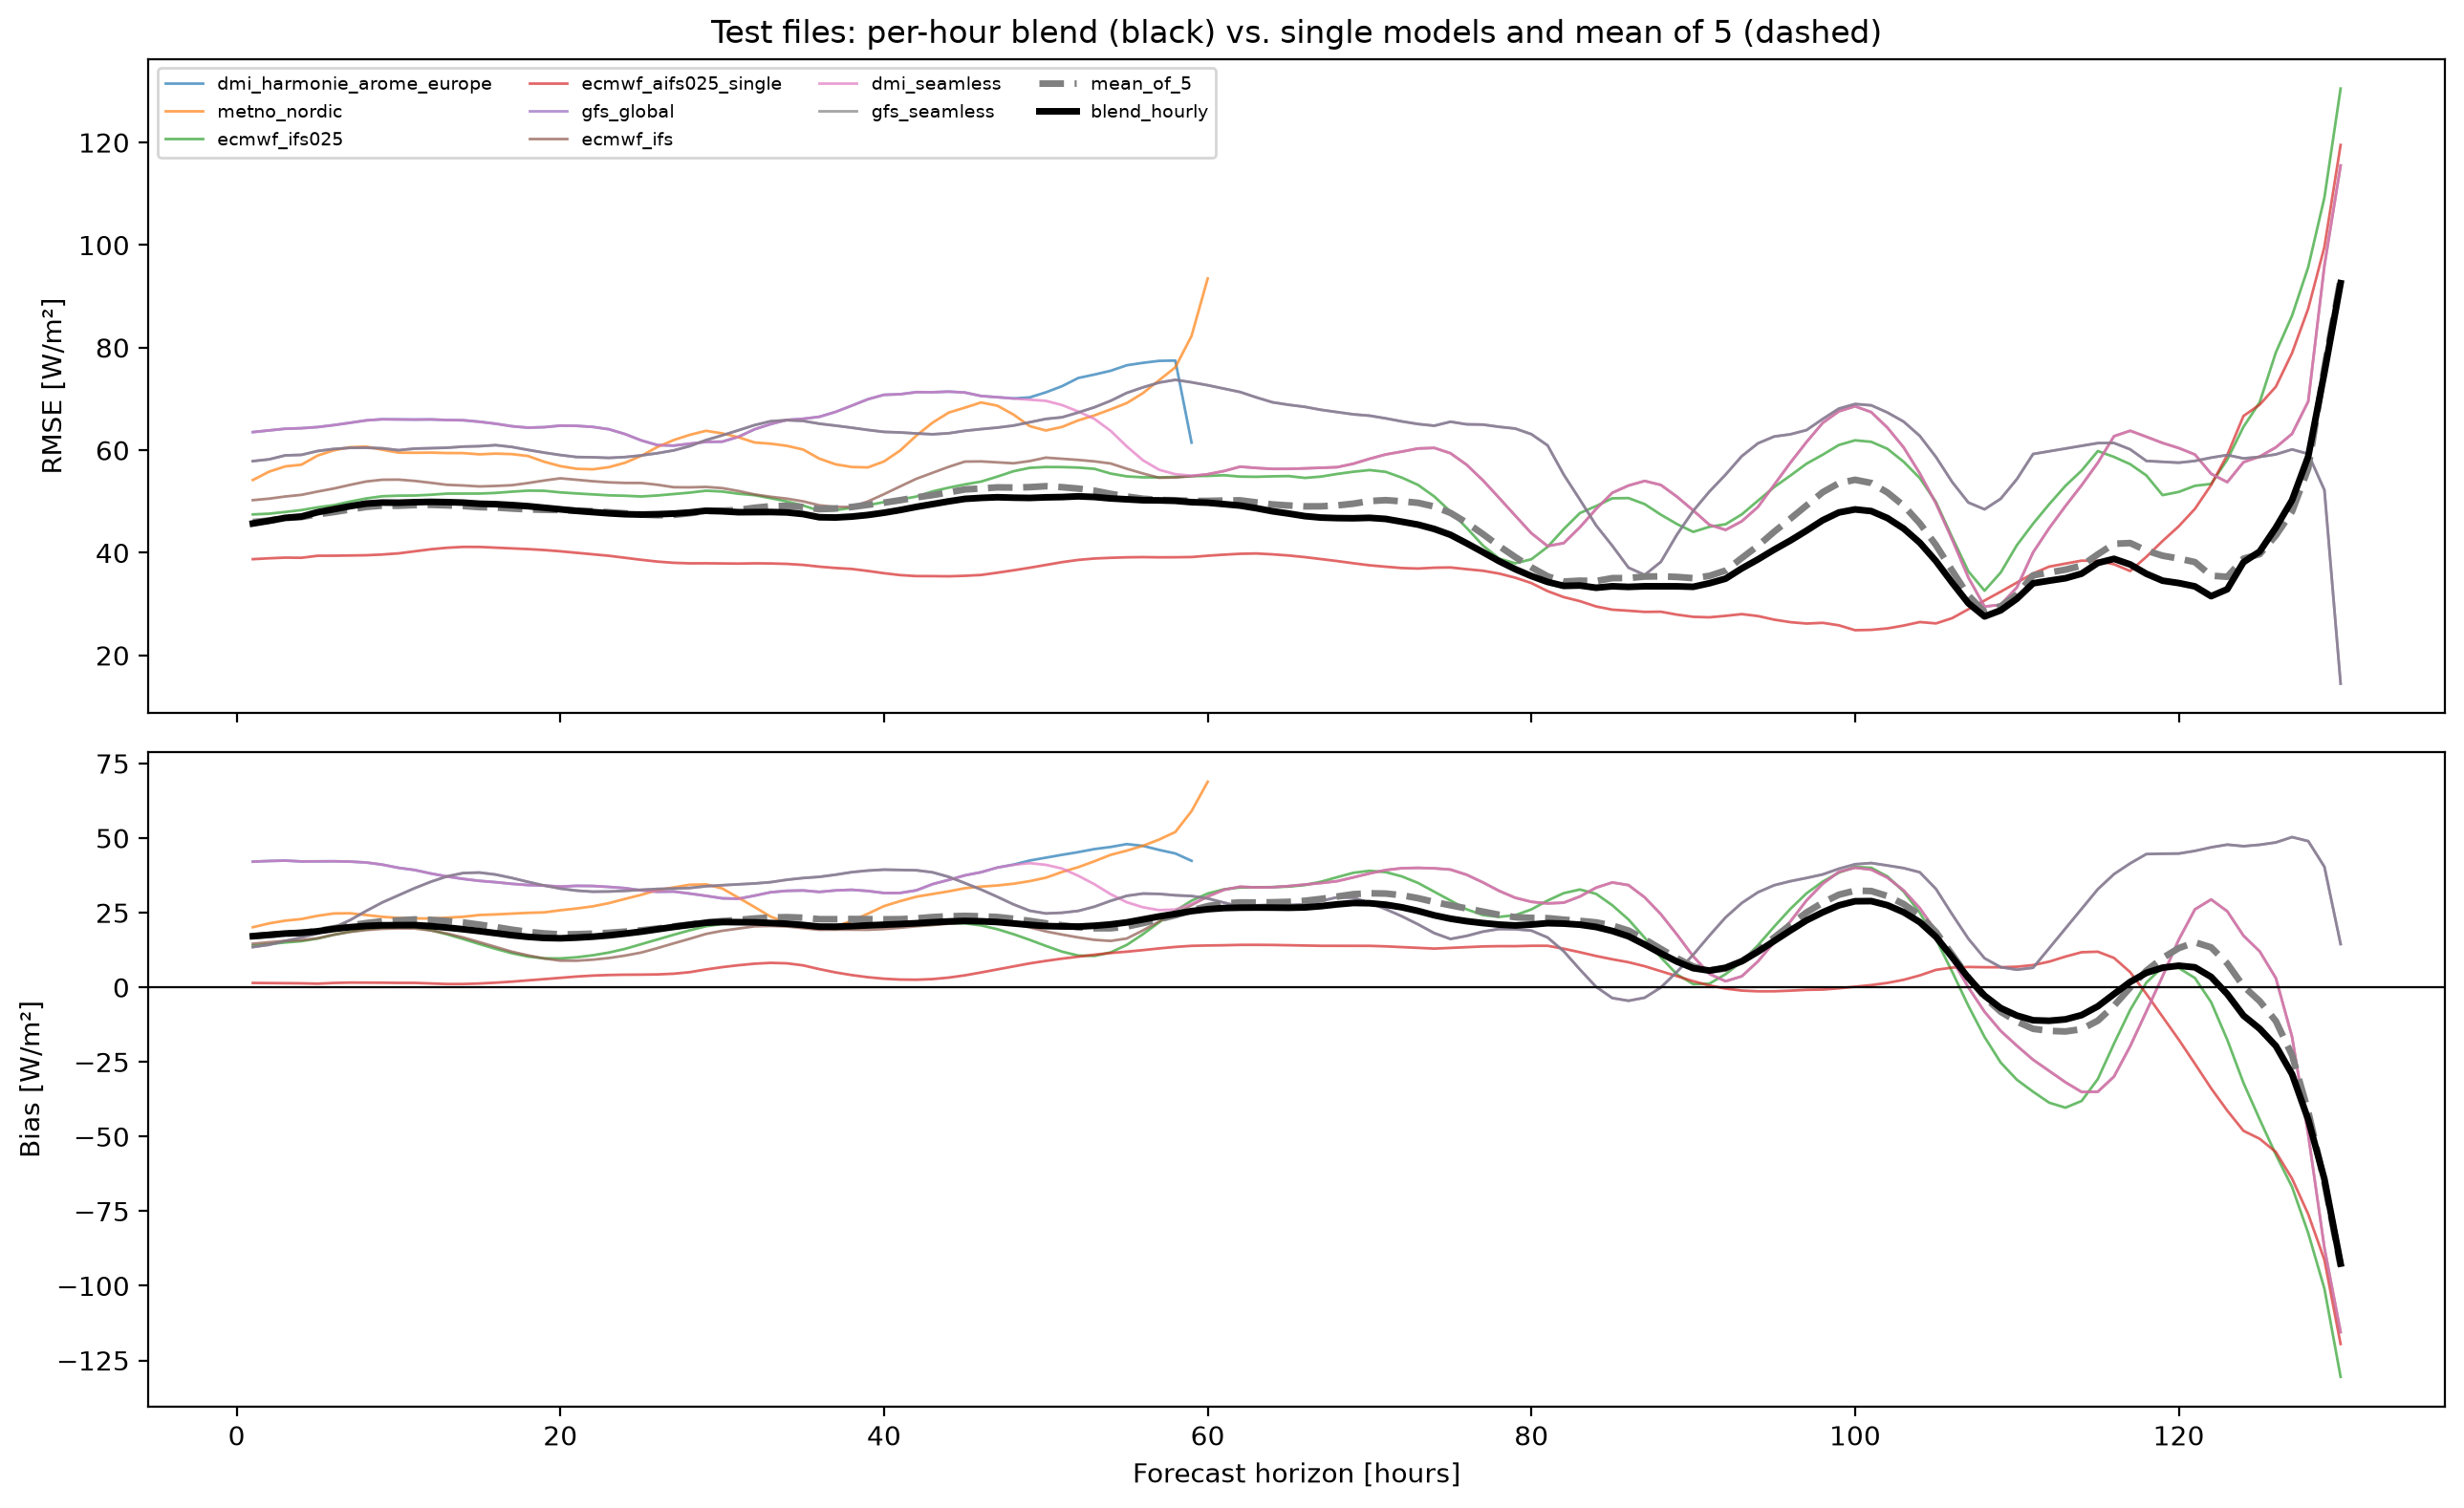 Test files: per-hour blend (black) vs. single models and mean of 5 (dashed)
dmi_harmonie_arome_europe
metno_nordic
ecmwf_ifs025
ecmwf_aifs025_single
gfs_global
ecmwf_ifs
dmi_seamless
gfs_seamless
mean_of_5
blend_hourly
RMSE [W/m²]
120
100
80
60
40
20
Bias [W/m²]
75
50
25
0
−25
−50
−75
−100
−125
0
20
40
60
80
100
120
Forecast horizon [hours]